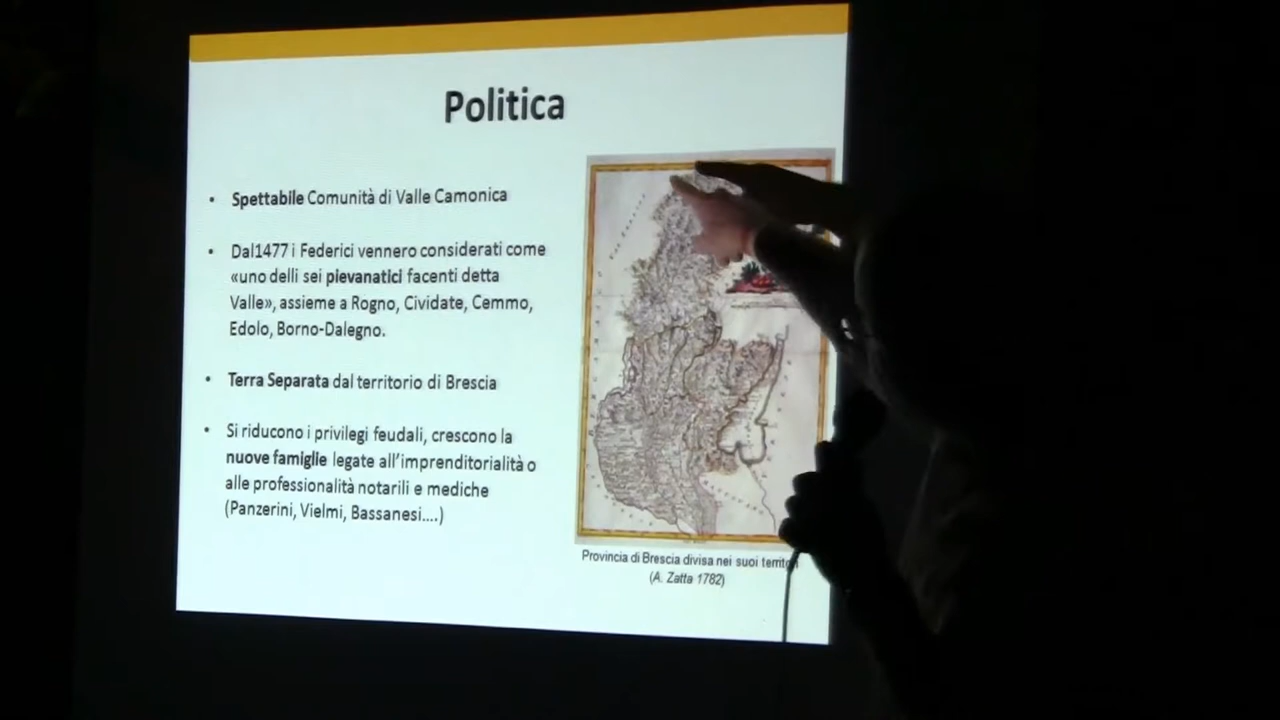 Politica
• Spettabile Comunità di Valle Camonica
• Dal1477 i Federici vennero considerati come
«uno delli sei pievanatici facenti detta
Valle», assieme a Rogno, Cividate, Cemmo,
Edolo, Borno-Dalegno.
• Terra Separata dal territorio di Brescia
• Si riducono i privilegi feudali, crescono la
nuove famiglie legate all'imprenditorialità o
alle professionalità notarili e mediche
(Panzerini, Vielmi, Bassanesi....)
Provincia di Brescia divisa nei suoi territori
(A. Zatta 1782)